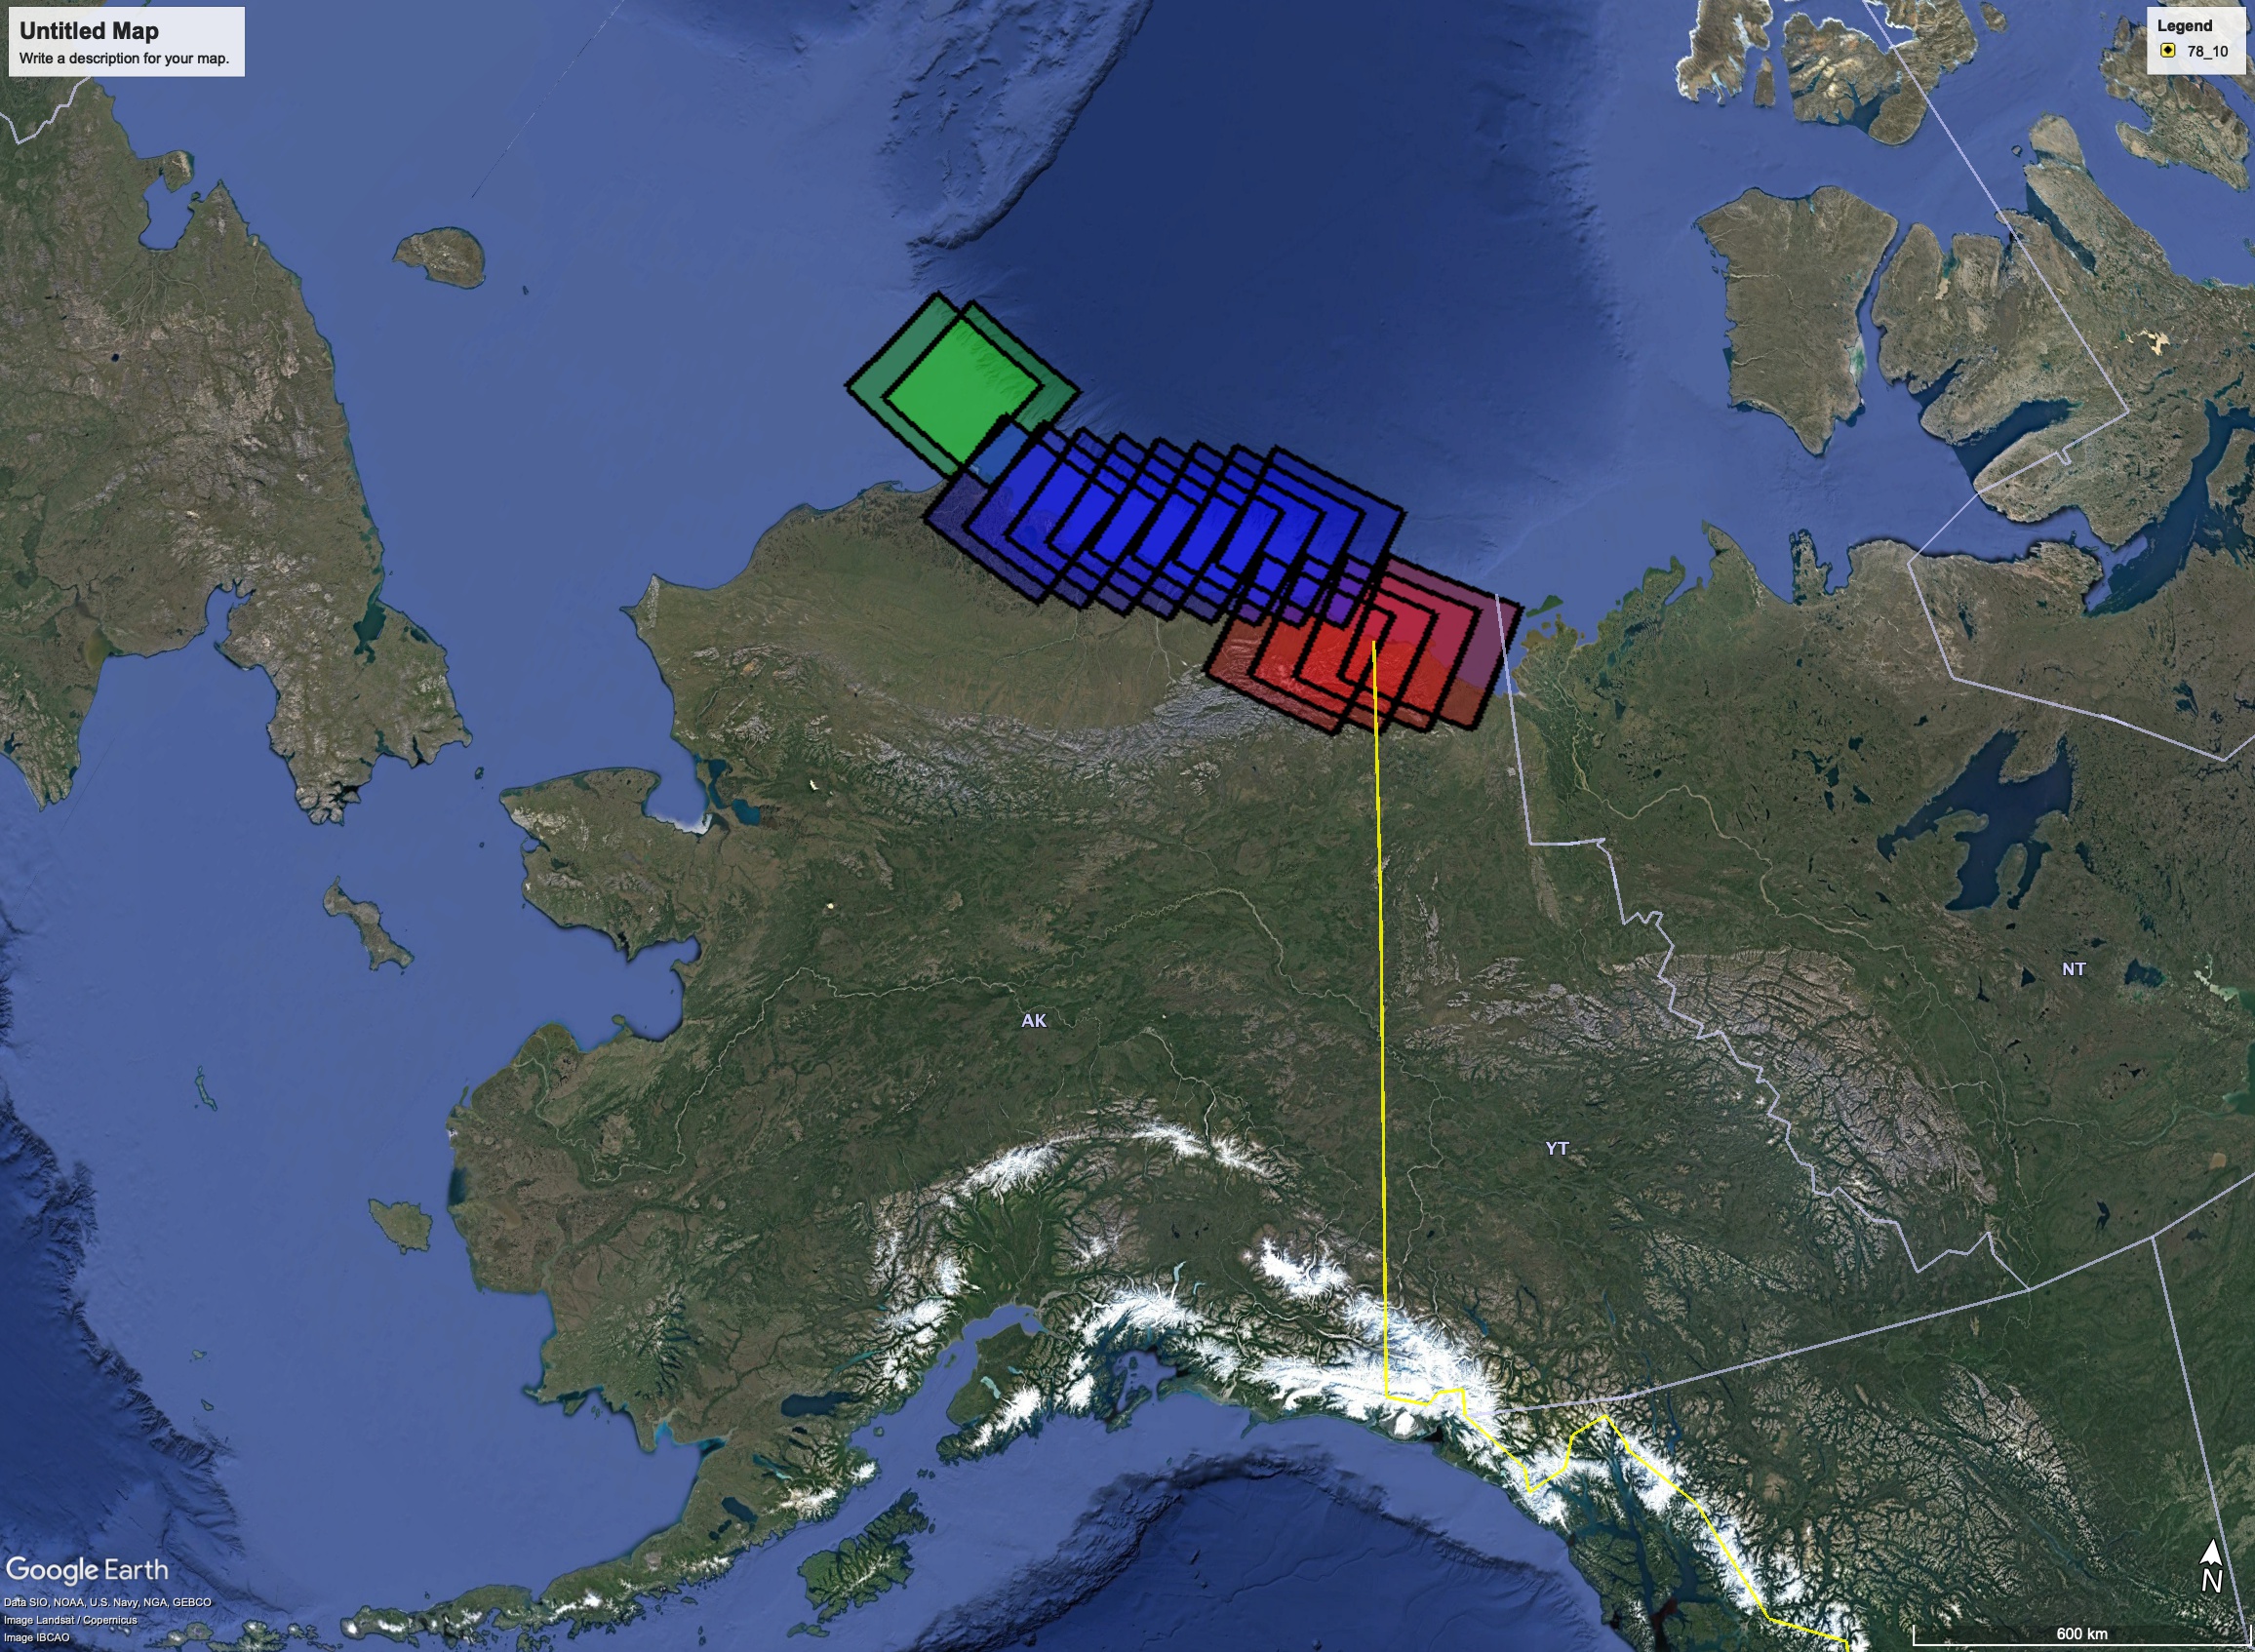 Untitled Map
Write a description for your map.
Legend
78_10
NT
AK
YT
Google Earth
Data SIO, NOAA, U.S. Navy, NGA, GEBCO
Image Landsat / Copernicus
Image IBCAO
N
600 km